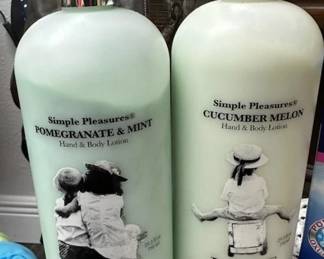 Simple Pleasures®
POMEGRANATE & MINT
Hand & Body Lotion
Simple Pleasures®
CUCUMBER MELON
Hand & Body Lotion